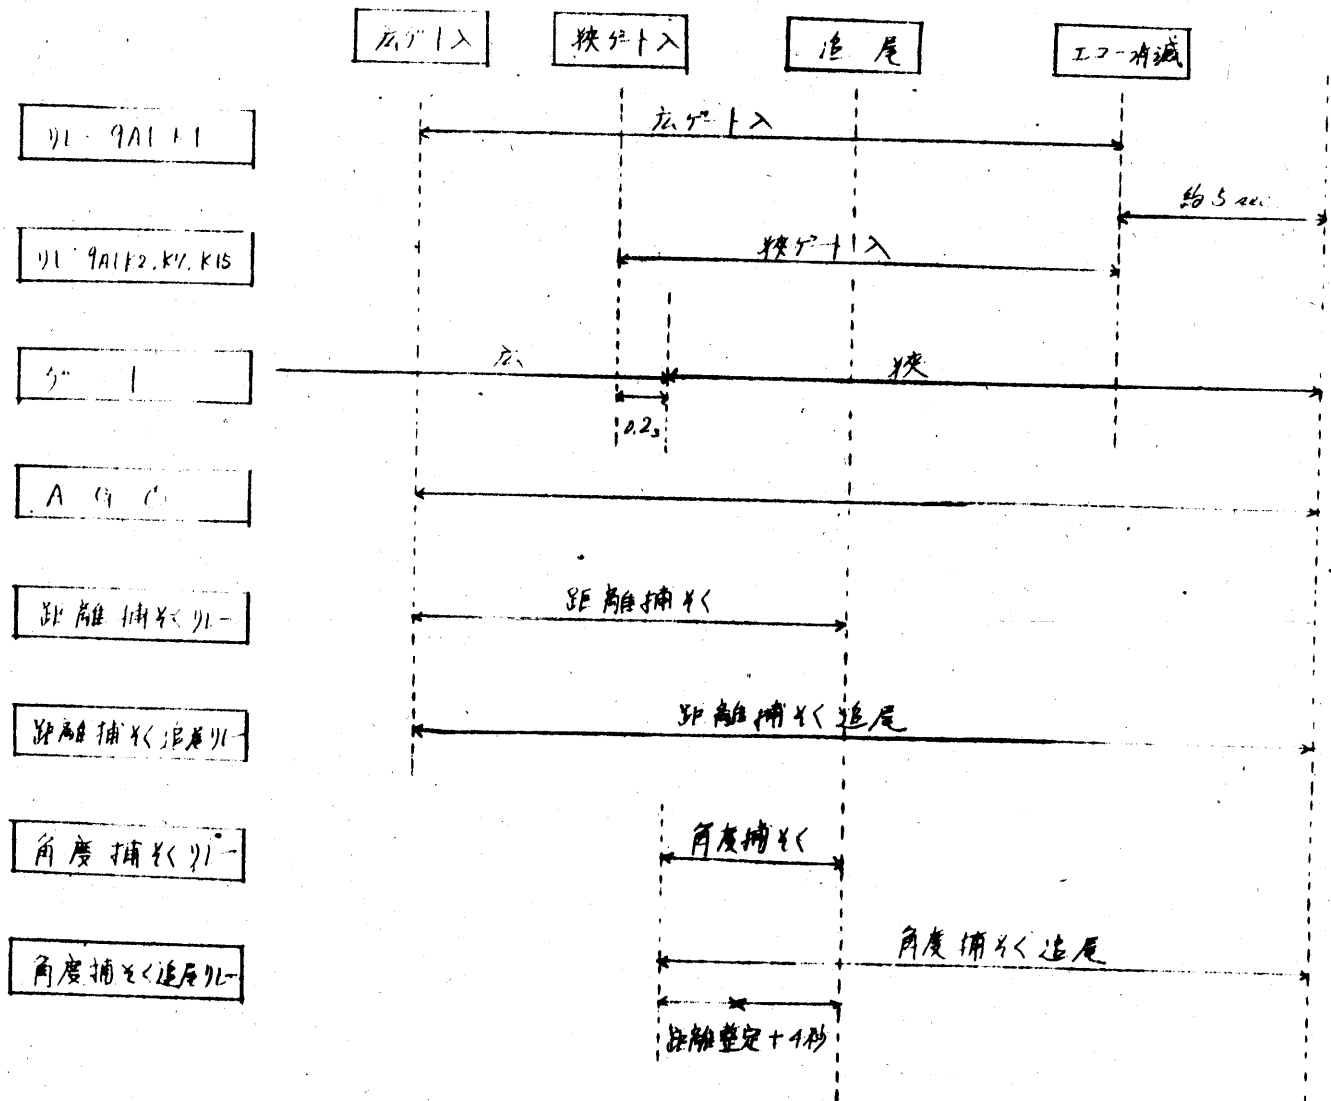 広ゲート入
狭ゲート入
追尾
エコー消滅
リレー9A1K1
広ゲート入
約5sec
リレー9A1K2.K7.K15
狭ゲート入
ゲート
広
狭
0.2s
AGC
距離捕そくリレー
距離捕そく
距離捕そく追尾リレー
距離捕そく追尾
角度捕そくリレー
角度捕そく
角度捕そく追尾リレー
角度捕そく追尾
距離整定+4秒